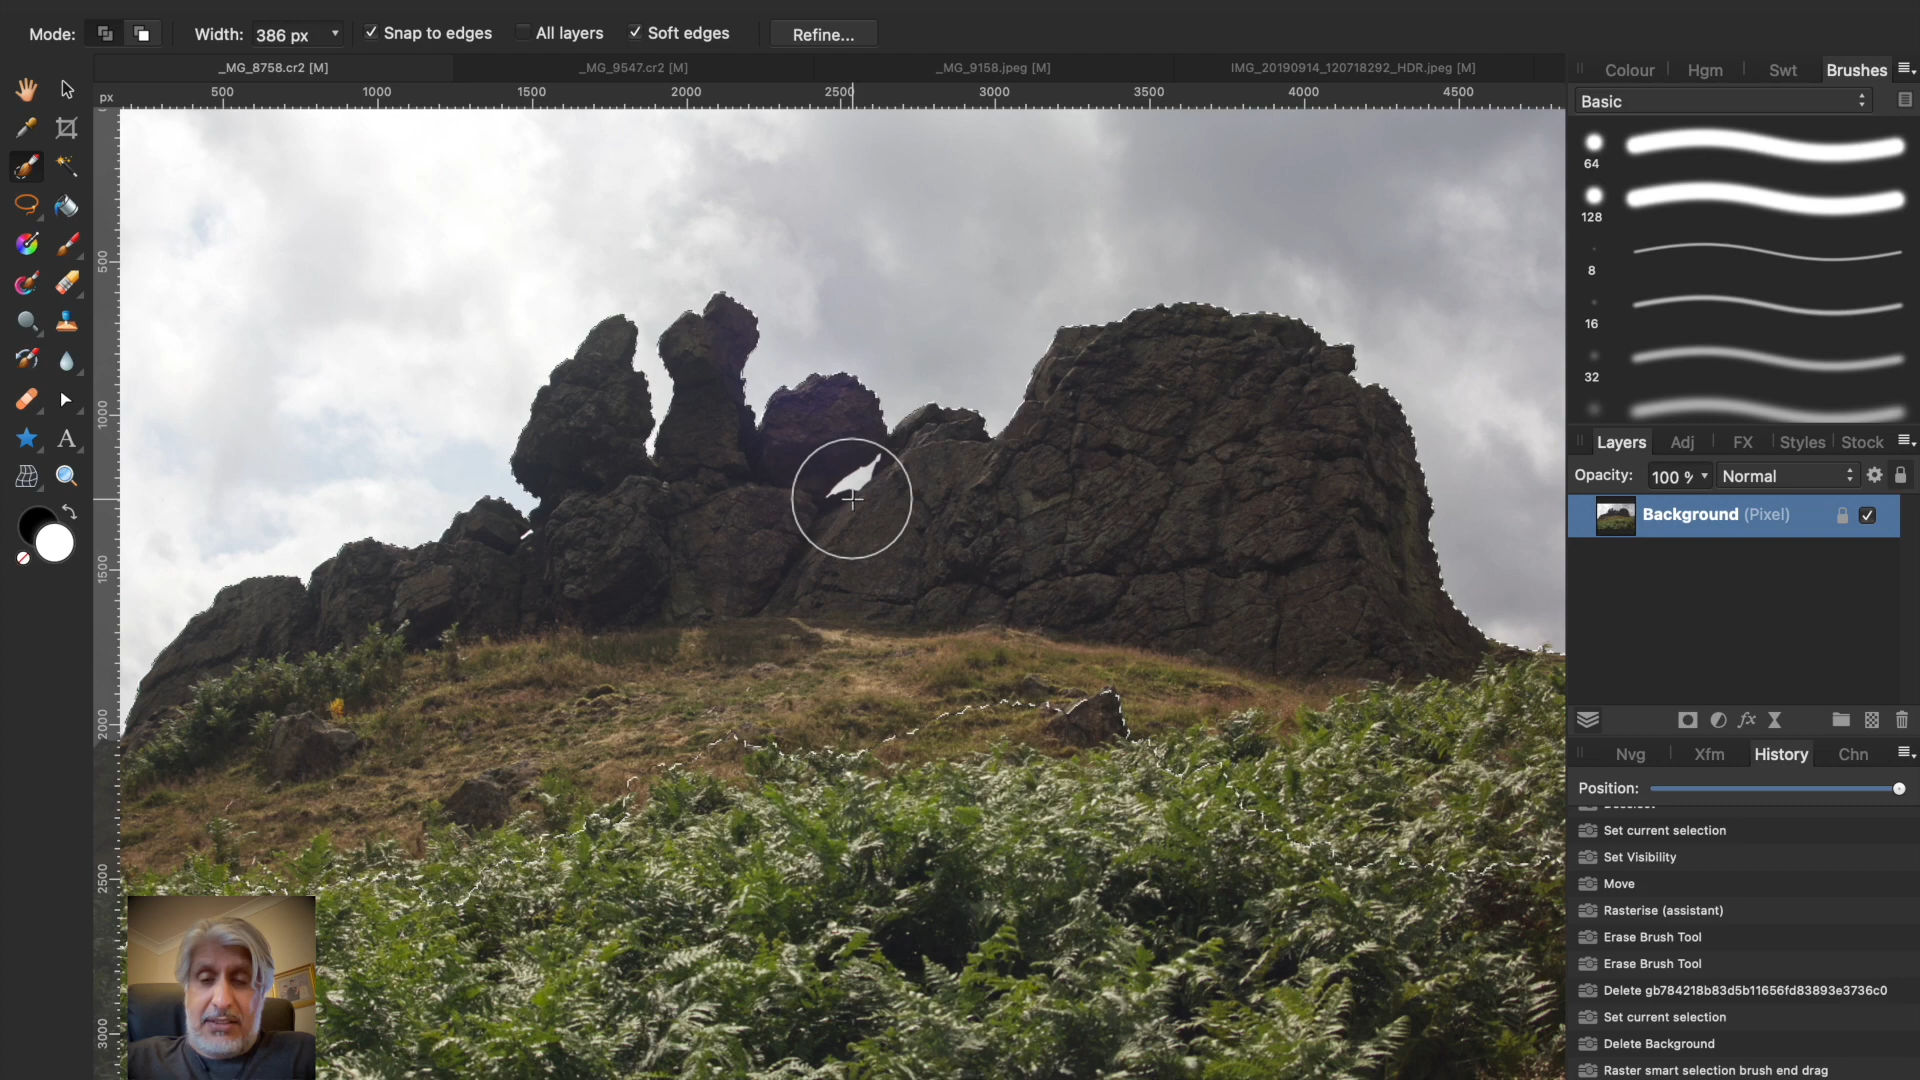 Mode:
Width: 386 px
Snap to edges
All layers
Soft edges
Refine...
_MG_8758.cr2 [M]
_MG_9547.cr2 [M]
_MG_9158.jpeg [M]
IMG_20190914_120718292_HDR.jpeg [M]
px
500
1000
1500
2000
2500
3000
3500
4000
4500
500
1000
1500
2000
2500
3000
Colour
Hgm
Swt
Brushes
Basic
64
128
8
16
32
Layers
Adj
FX
Styles
Stock
Opacity:
100 %
Normal
Background (Pixel)
Nvg
Xfm
History
Chn
Position:
Set current selection
Set Visibility
Move
Rasterise (assistant)
Erase Brush Tool
Erase Brush Tool
Delete gb784218b83d5b11656fd83893e3736c0
Set current selection
Delete Background
Raster smart selection brush end drag